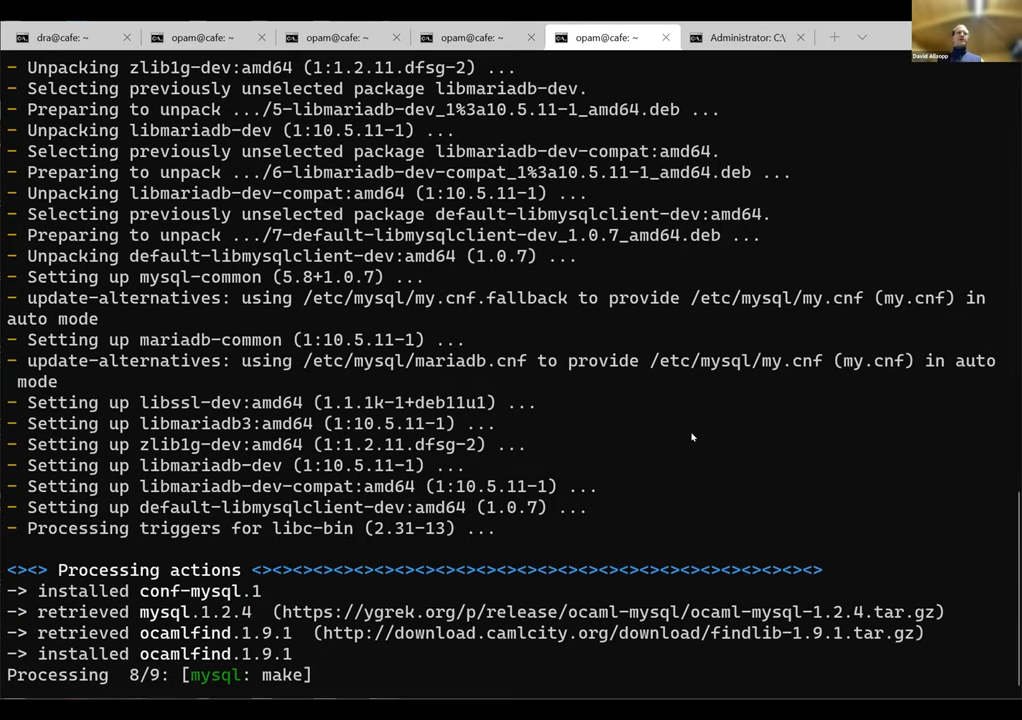 dra@cafe: ~ opam@cafe: ~ opam@cafe: ~ opam@cafe: ~ opam@cafe: ~ Administrator: C:\
David Allsopp
- Unpacking zlib1g-dev:amd64 (1:1.2.11.dfsg-2) ...
- Selecting previously unselected package libmariadb-dev.
- Preparing to unpack .../5-libmariadb-dev_1%3a10.5.11-1_amd64.deb ...
- Unpacking libmariadb-dev (1:10.5.11-1) ...
- Selecting previously unselected package libmariadb-dev-compat:amd64.
- Preparing to unpack .../6-libmariadb-dev-compat_1%3a10.5.11-1_amd64.deb ...
- Unpacking libmariadb-dev-compat:amd64 (1:10.5.11-1) ...
- Selecting previously unselected package default-libmysqlclient-dev:amd64.
- Preparing to unpack .../7-default-libmysqlclient-dev_1.0.7_amd64.deb ...
- Unpacking default-libmysqlclient-dev:amd64 (1.0.7) ...
- Setting up mysql-common (5.8+1.0.7) ...
- update-alternatives: using /etc/mysql/my.cnf.fallback to provide /etc/mysql/my.cnf (my.cnf) in
auto mode
- Setting up mariadb-common (1:10.5.11-1) ...
- update-alternatives: using /etc/mysql/mariadb.cnf to provide /etc/mysql/my.cnf (my.cnf) in auto
mode
- Setting up libssl-dev:amd64 (1.1.1k-1+deb11u1) ...
- Setting up libmariadb3:amd64 (1:10.5.11-1) ...
- Setting up zlib1g-dev:amd64 (1:1.2.11.dfsg-2) ...
- Setting up libmariadb-dev (1:10.5.11-1) ...
- Setting up libmariadb-dev-compat:amd64 (1:10.5.11-1) ...
- Setting up default-libmysqlclient-dev:amd64 (1.0.7) ...
- Processing triggers for libc-bin (2.31-13) ...
<><> Processing actions <><><><><><><><><><><><><><><><><><><><><><><><><><><><>
-> installed conf-mysql.1
-> retrieved mysql.1.2.4 (https://ygrek.org/p/release/ocaml-mysql/ocaml-mysql-1.2.4.tar.gz)
-> retrieved ocamlfind.1.9.1 (http://download.camlcity.org/download/findlib-1.9.1.tar.gz)
-> installed ocamlfind.1.9.1
Processing 8/9: [mysql: make]